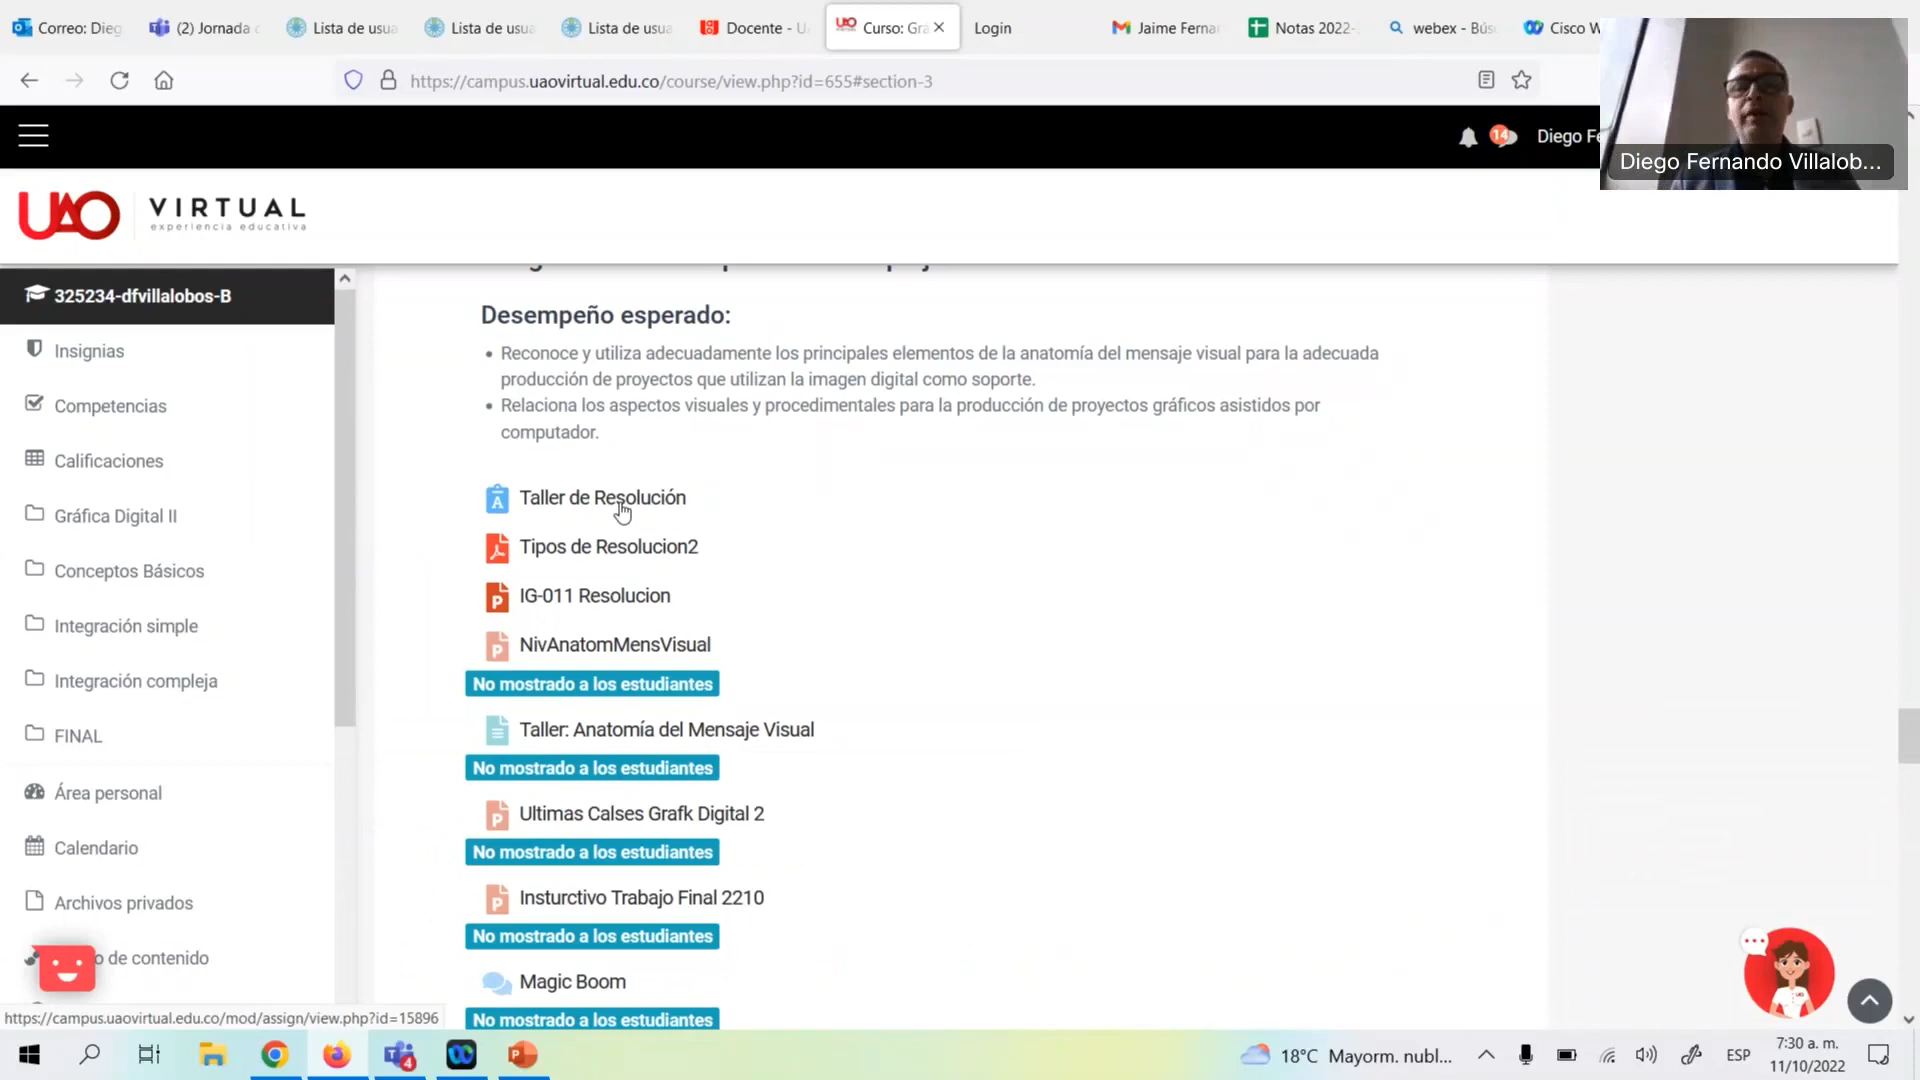 Correo: Dieg
(2) Jornada
Lista de usua
Lista de usua
Lista de usua
Docente - U
Curso: Grá
Login
Jaime Ferna
Notas 2022-
webex - Bús
Cisco W
https://campus.uaovirtual.edu.co/course/view.php?id=655#section-3
14
Diego Fe
Diego Fernando Villalob...
UAO
VIRTUAL
experiencia educativa
325234-dfvillalobos-B
Insignias
Competencias
Calificaciones
Gráfica Digital II
Conceptos Básicos
Integración simple
Integración compleja
FINAL
Área personal
Calendario
Archivos privados
o de contenido
Desempeño esperado:
Reconoce y utiliza adecuadamente los principales elementos de la anatomía del mensaje visual para la adecuada
producción de proyectos que utilizan la imagen digital como soporte.
Relaciona los aspectos visuales y procedimentales para la producción de proyectos gráficos asistidos por
computador.
Taller de Resolución
Tipos de Resolucion2
IG-011 Resolucion
NivAnatomMensVisual
No mostrado a los estudiantes
Taller: Anatomía del Mensaje Visual
No mostrado a los estudiantes
Ultimas Calses Grafk Digital 2
No mostrado a los estudiantes
Insturctivo Trabajo Final 2210
No mostrado a los estudiantes
Magic Boom
No mostrado a los estudiantes
https://campus.uaovirtual.edu.co/mod/assign/view.php?id=15896
4
18°C Mayorm. nubl...
ESP
7:30 a. m.
11/10/2022